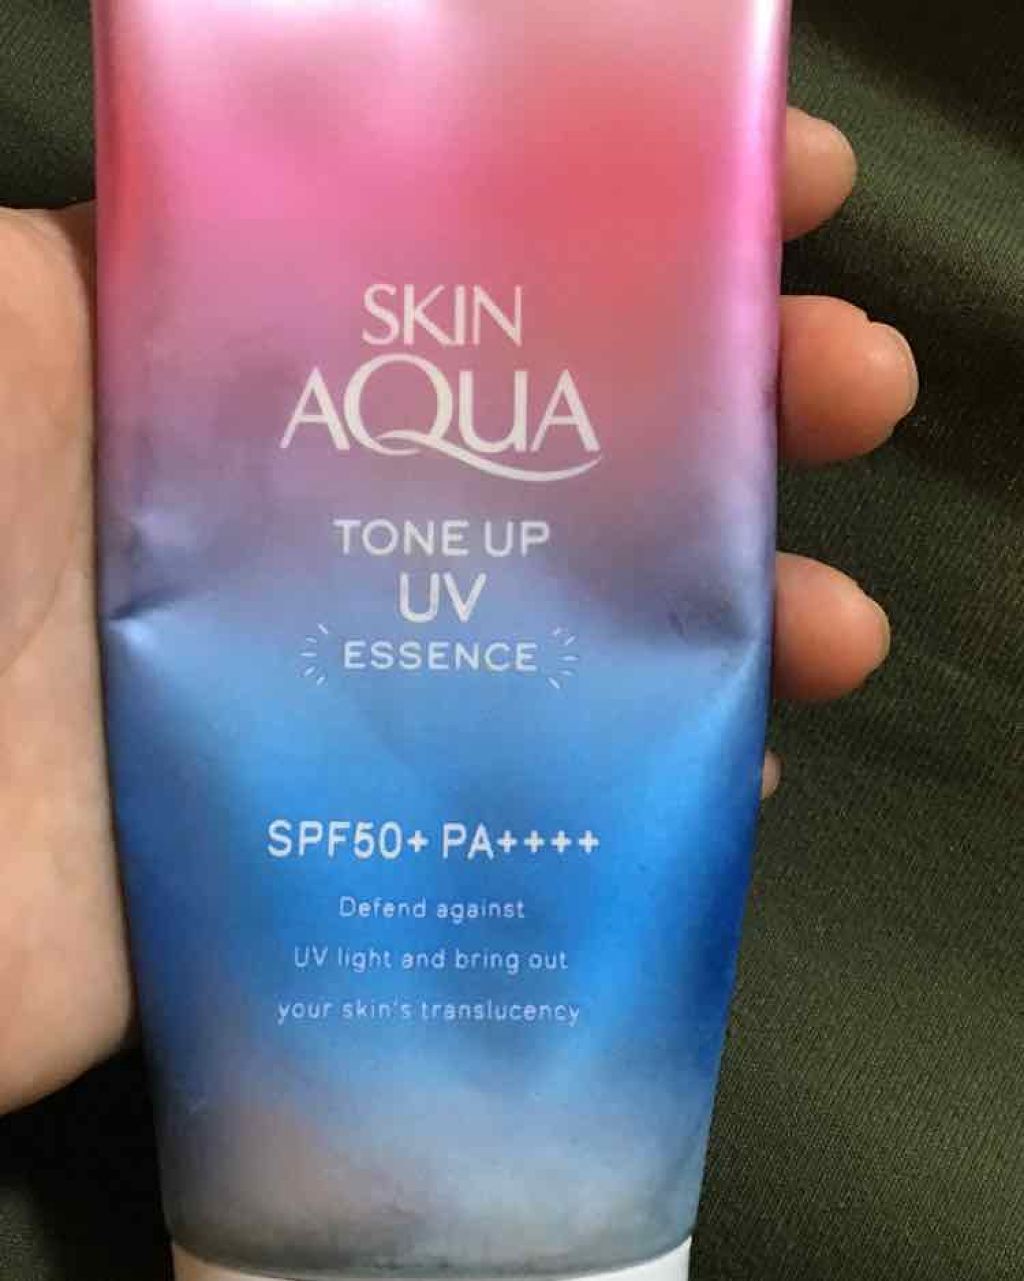 SKIN
AQUA
TONE UP
UV
ESSENCE
SPF50+ PA++++
Defend against
UV light and bring out
your skin's translucency